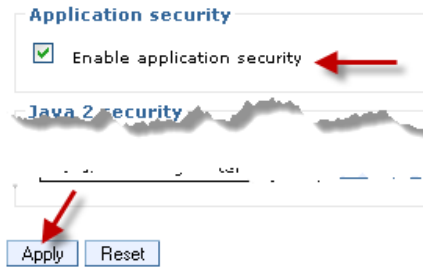 Application security
Enable application security
Java 2 security
Apply Reset